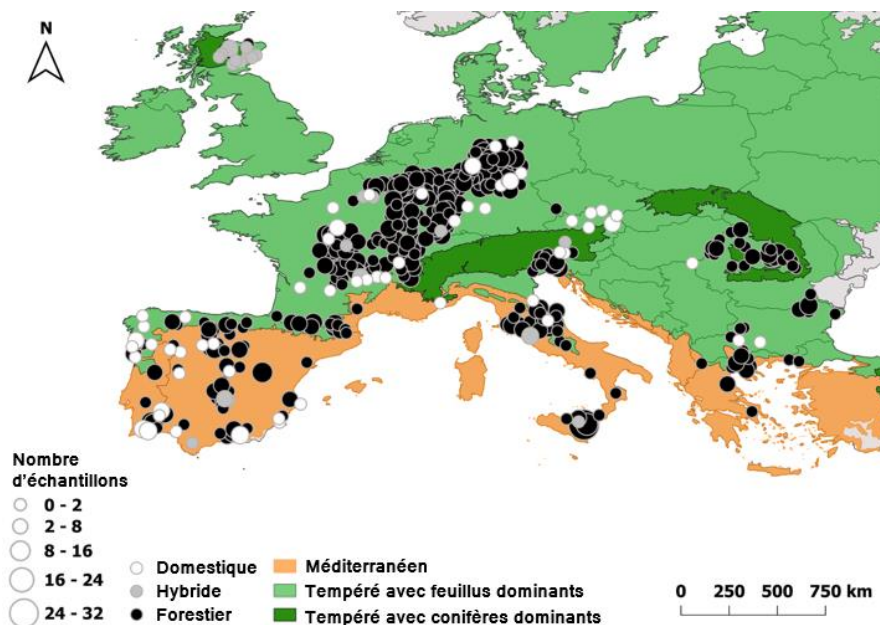 N
Nombre
d'échantillons
0 - 2
2 - 8
8 - 16
16 - 24
24 - 32
Domestique
Hybride
Forestier
Méditerranéen
Tempéré avec feuillus dominants
Tempéré avec conifères dominants
0 250 500 750 km